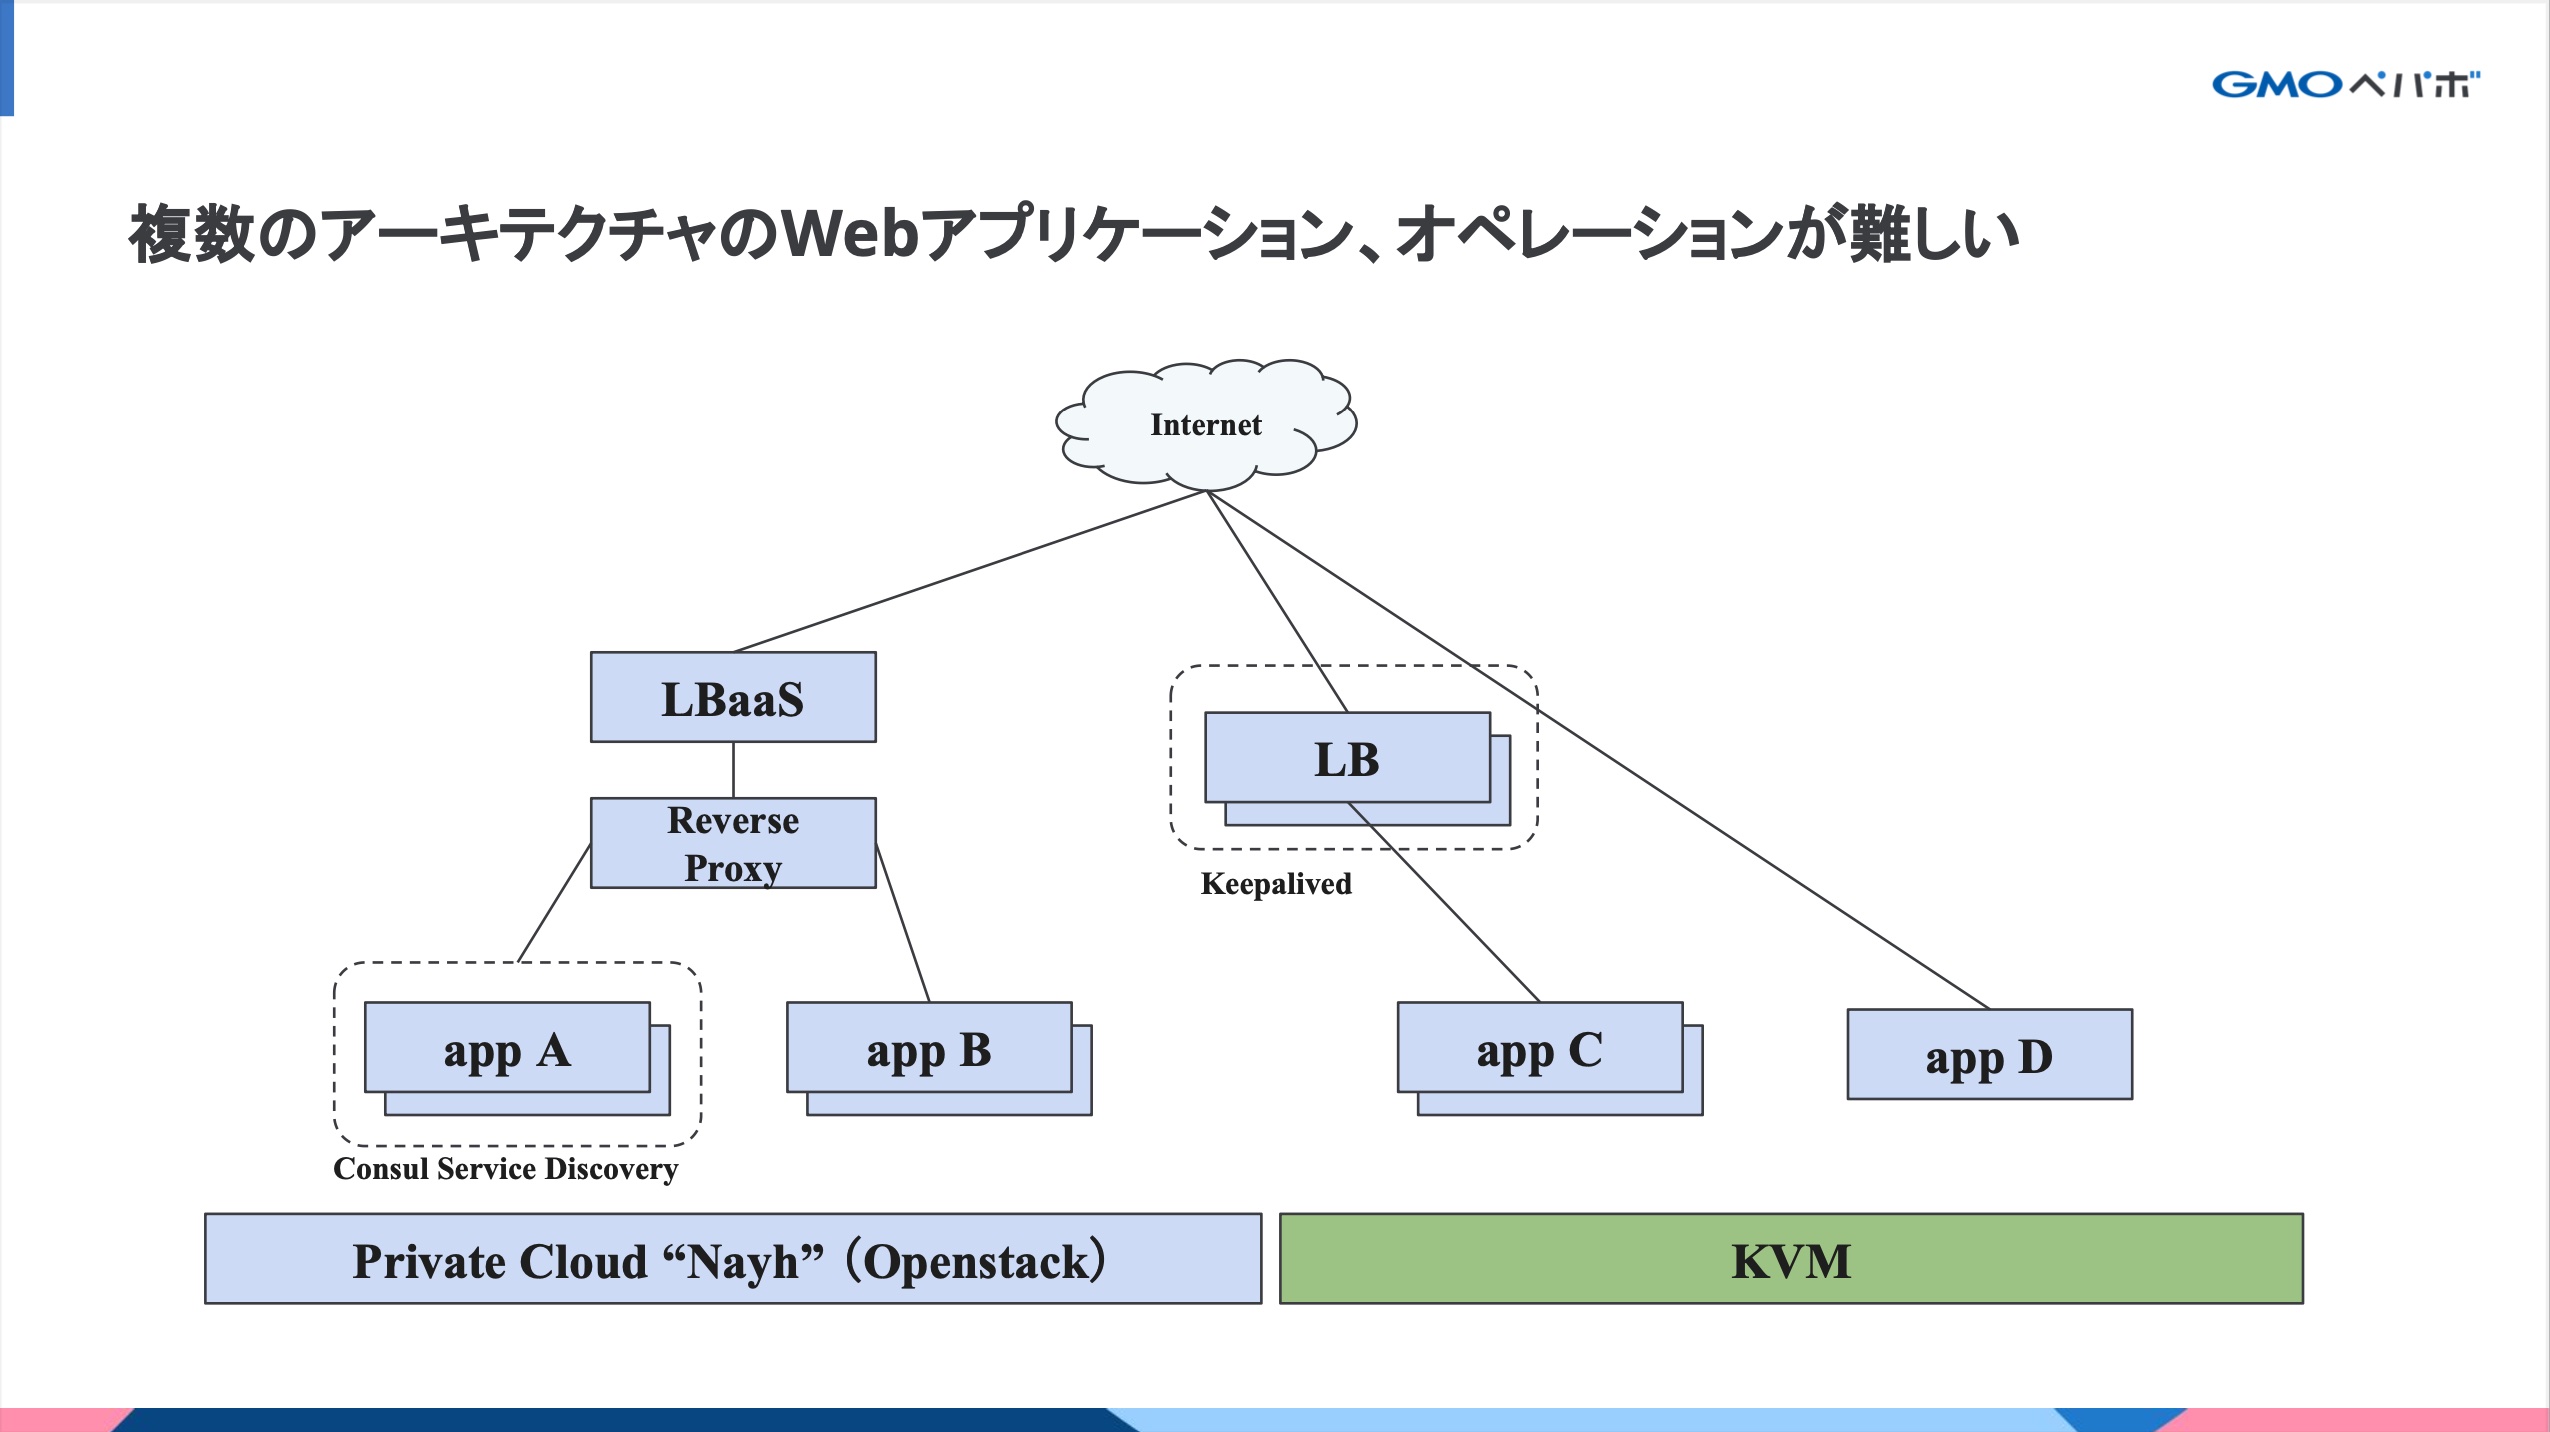 GMOペパボ
複数のアーキテクチャのWebアプリケーション、オペレーションが難しい
Internet
LBaaS
LB
Reverse
Proxy
Keepalived
app A
app B
app C
app D
Consul Service Discovery
Private Cloud “Nayh”（Openstack）
KVM